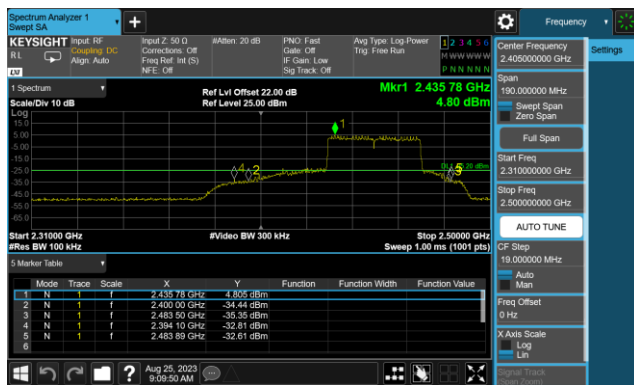 Spectrum Analyzer 1
Swept SA
Frequency
KEYSIGHT
Input: RF
Input Z: 50 Ω
#Atten: 20 dB
PNO: Fast
Avg Type: Log-Power
1 2 3 4 5 6
R L
Coupling: DC
Corrections: Off
Gate: Off
Trig: Free Run
M W W W W W
Align: Auto
Freq Ref: Int (S)
IF Gain: Low
NFE: Off
Sig Track: Off
P N N N N N
LXI
Center Frequency
2.405000000 GHz
Settings
1 Spectrum
Ref Lvl Offset 22.00 dB
Mkr1 2.435 78 GHz
Scale/Div 10 dB
Ref Level 25.00 dBm
4.80 dBm
Log
15.0
5.00
-5.00
-15.0
-25.0
-35.0
-45.0
-55.0
-65.0
1
4
2
5
Start 2.31000 GHz
#Video BW 300 kHz
Stop 2.50000 GHz
#Res BW 100 kHz
Sweep 1.00 ms (1001 pts)
Span
190.000000 MHz
Swept Span
Zero Span
Full Span
Start Freq
2.310000000 GHz
Stop Freq
2.500000000 GHz
AUTO TUNE
CF Step
19.000000 MHz
Auto
Man
Freq Offset
0 Hz
X Axis Scale
Log
Lin
Signal Track
(Span Zoom)
5 Marker Table
Mode Trace Scale X Y Function Function Width Function Value
1 N 1 f 2.435 78 GHz 4.805 dBm
2 N 1 f 2.400 00 GHz -34.44 dBm
3 N 1 f 2.483 50 GHz -35.35 dBm
4 N 1 f 2.394 10 GHz -32.81 dBm
5 N 1 f 2.483 89 GHz -32.61 dBm
6
?
Aug 25, 2023
9:09:50 AM